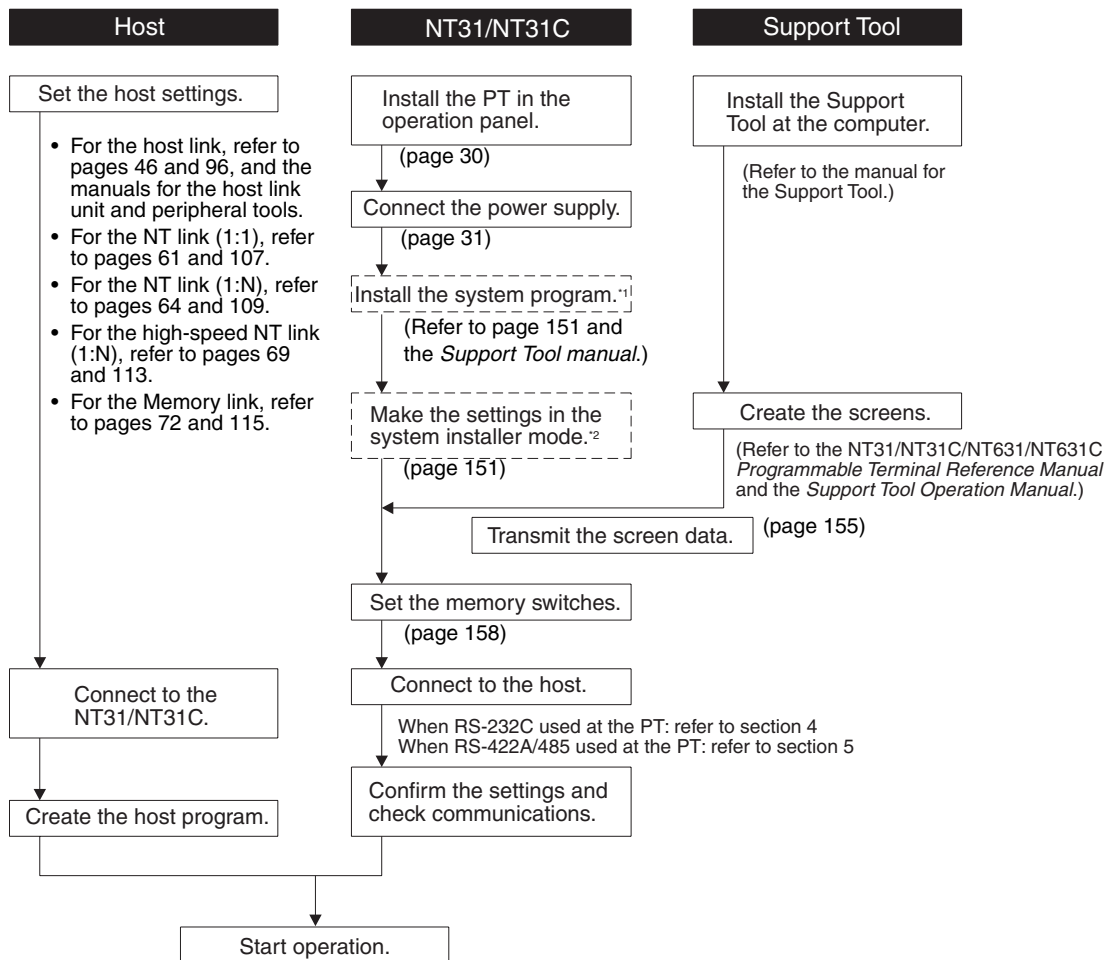 Host
NT31/NT31C
Support Tool
Set the host settings.
• For the host link, refer to
pages 46 and 96, and the
manuals for the host link
unit and peripheral tools.
• For the NT link (1:1), refer
to pages 61 and 107.
• For the NT link (1:N), refer
to pages 64 and 109.
• For the high-speed NT link
(1:N), refer to pages 69
and 113.
• For the Memory link, refer
to pages 72 and 115.
Connect to the
NT31/NT31C.
Create the host program.
Install the PT in the
operation panel.
(page 30)
Connect the power supply.
(page 31)
Install the system program.*1
(Refer to page 151 and
the Support Tool manual.)
Make the settings in the
system installer mode.*2
(page 151)
Install the Support
Tool at the computer.
(Refer to the manual for
the Support Tool.)
Create the screens.
(Refer to the NT31/NT31C/NT631/NT631C
Programmable Terminal Reference Manual
and the Support Tool Operation Manual.)
Transmit the screen data.
(page 155)
Set the memory switches.
(page 158)
Connect to the host.
When RS-232C used at the PT: refer to section 4
When RS-422A/485 used at the PT: refer to section 5
Confirm the settings and
check communications.
Start operation.